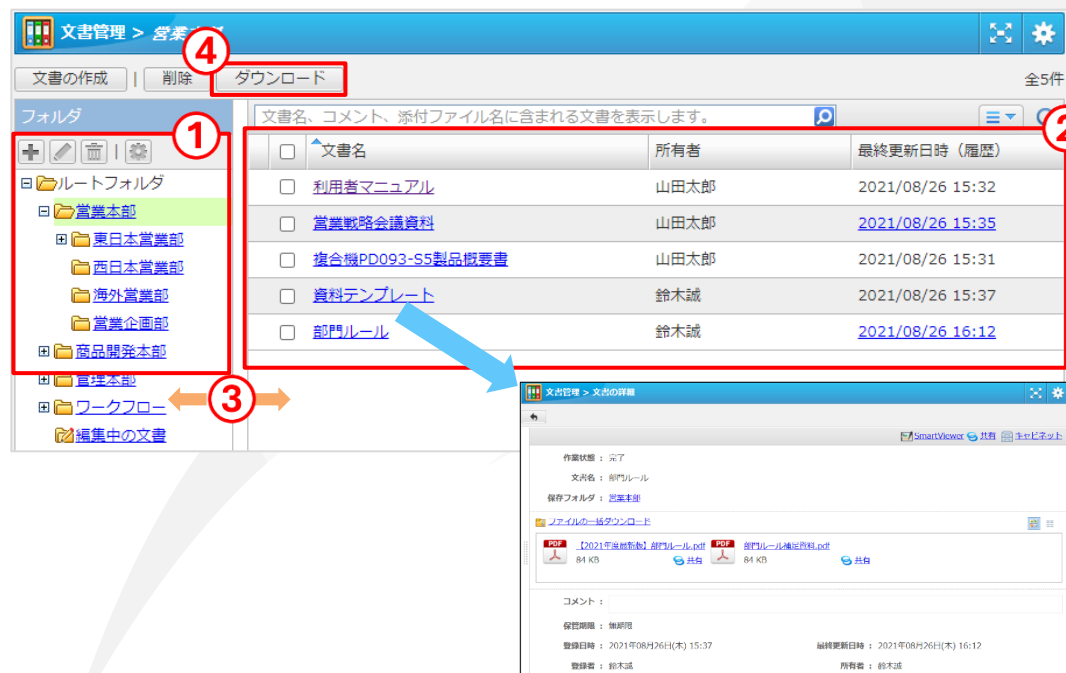 文書管理 > 営業本部
④
文書の作成 | 削除 ダウンロード 全5件
フォルダ
文書名、コメント、添付ファイル名に含まれる文書を表示します。
① ②
文書名 所有者 最終更新日時（履歴）
ルートフォルダ
営業本部
東日本営業部
西日本営業部
海外営業部
営業企画部
商品開発本部
管理本部
ワークフロー
編集中の文書
③
利用者マニュアル 山田太郎 2021/08/26 15:32
営業戦略会議資料 山田太郎 2021/08/26 15:35
複合機PD093-S5製品概要書 山田太郎 2021/08/26 15:31
資料テンプレート 鈴木誠 2021/08/26 15:37
部門ルール 鈴木誠 2021/08/26 16:12
文書管理 > 文書の詳細
SmartViewer 共有 キャビネット
作業状態 : 完了
文書名 : 部門ルール
保存フォルダ : 営業本部
ファイルの一括ダウンロード
PDF 【2021年度最新版】部門ルール.pdf PDF 部門ルール補足資料.pdf
84 KB 共有 84 KB 共有
コメント :
保管期限 : 無期限
登録日時 : 2021年08月26日(木) 15:37 最終更新日時 : 2021年08月26日(木) 16:12
登録者 : 鈴木誠 所有者 : 鈴木誠